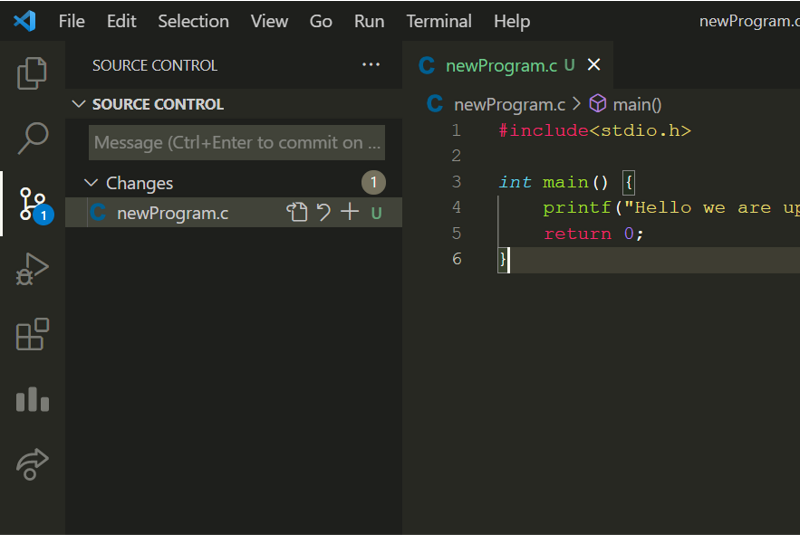 File Edit Selection View Go Run Terminal Help newProgram.c
SOURCE CONTROL ...
SOURCE CONTROL
Message (Ctrl+Enter to commit on ...
Changes 1
newProgram.c U
1
C newProgram.c U
C newProgram.c > main()
1 #include<stdio.h>
2
3 int main() {
4 printf("Hello we are up
5 return 0;
6 }